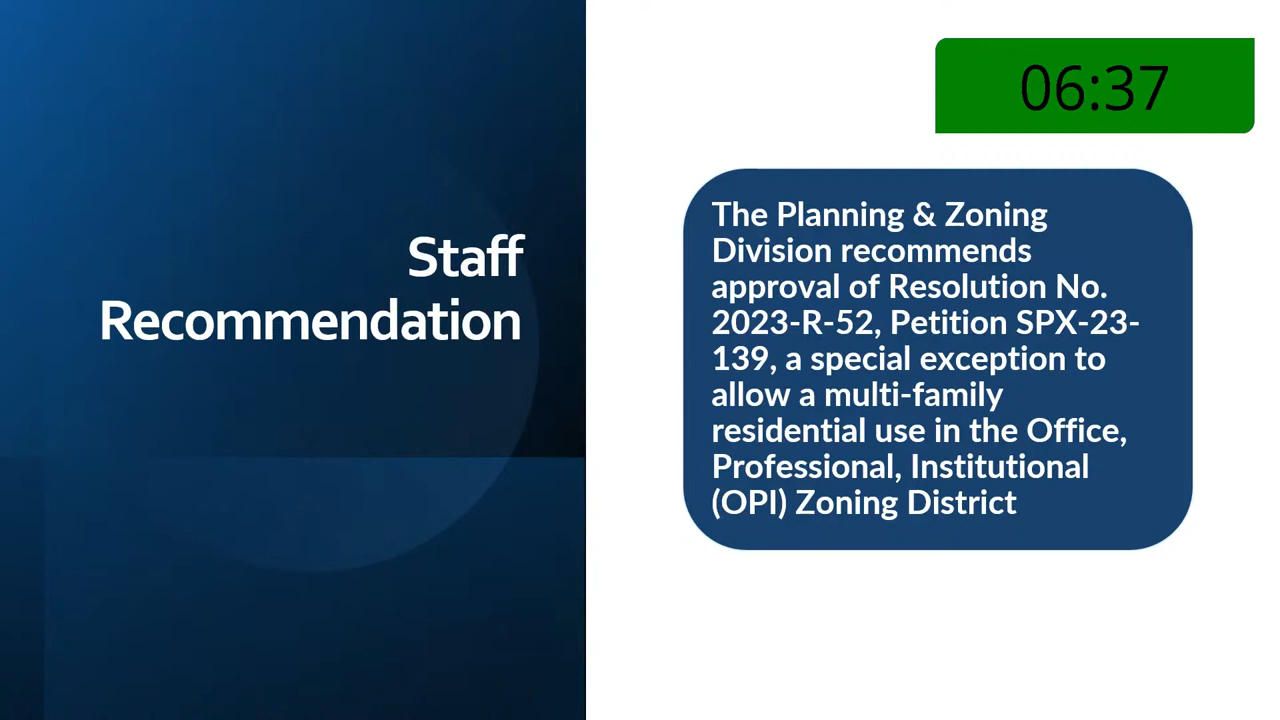 06:37
Staff
Recommendation
The Planning & Zoning
Division recommends
approval of Resolution No.
2023-R-52, Petition SPX-23-
139, a special exception to
allow a multi-family
residential use in the Office,
Professional, Institutional
(OPI) Zoning District